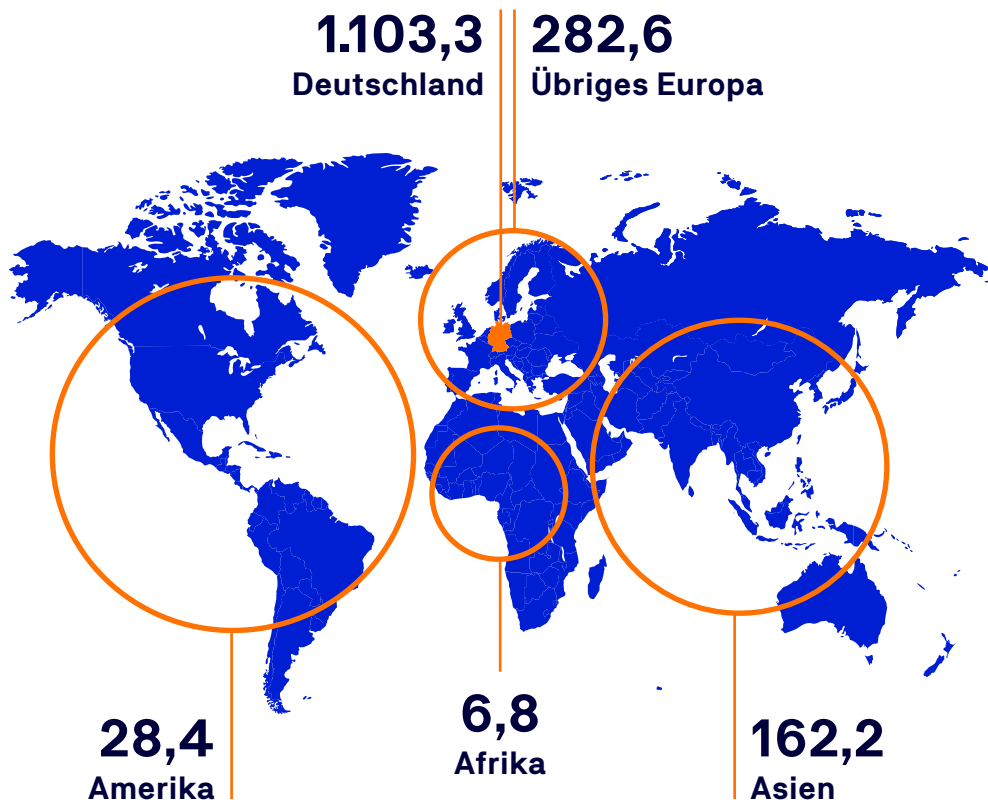 1.103,3
Deutschland
282,6
Übriges Europa
28,4
Amerika
6,8
Afrika
162,2
Asien